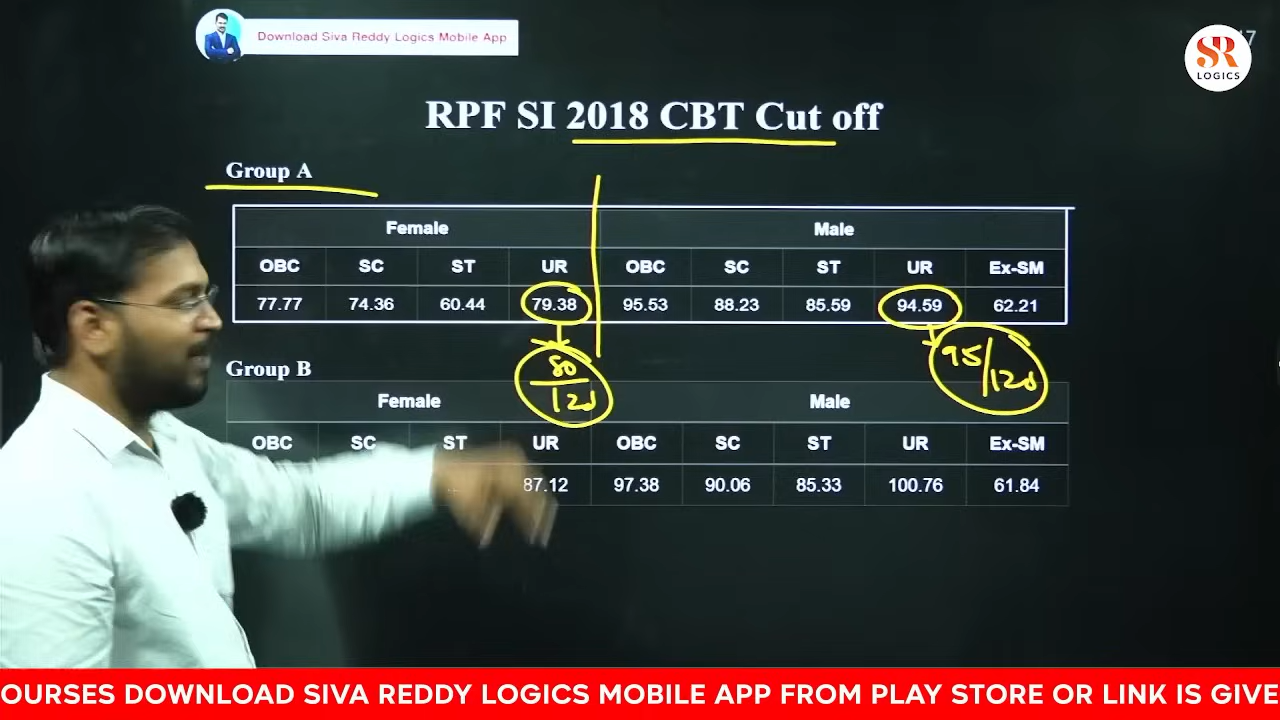 Download Siva Reddy Logics Mobile App
SR
LOGICS
RPF SI 2018 CBT Cut off
Group A
Female Male
OBC SC ST UR OBC SC ST UR Ex-SM
77.77 74.36 60.44 79.38 95.53 88.23 85.59 94.59 62.21
80
120
95/120
Group B
Female Male
OBC SC ST UR OBC SC ST UR Ex-SM
87.12 97.38 90.06 85.33 100.76 61.84
OURSES DOWNLOAD SIVA REDDY LOGICS MOBILE APP FROM PLAY STORE OR LINK IS GIVE